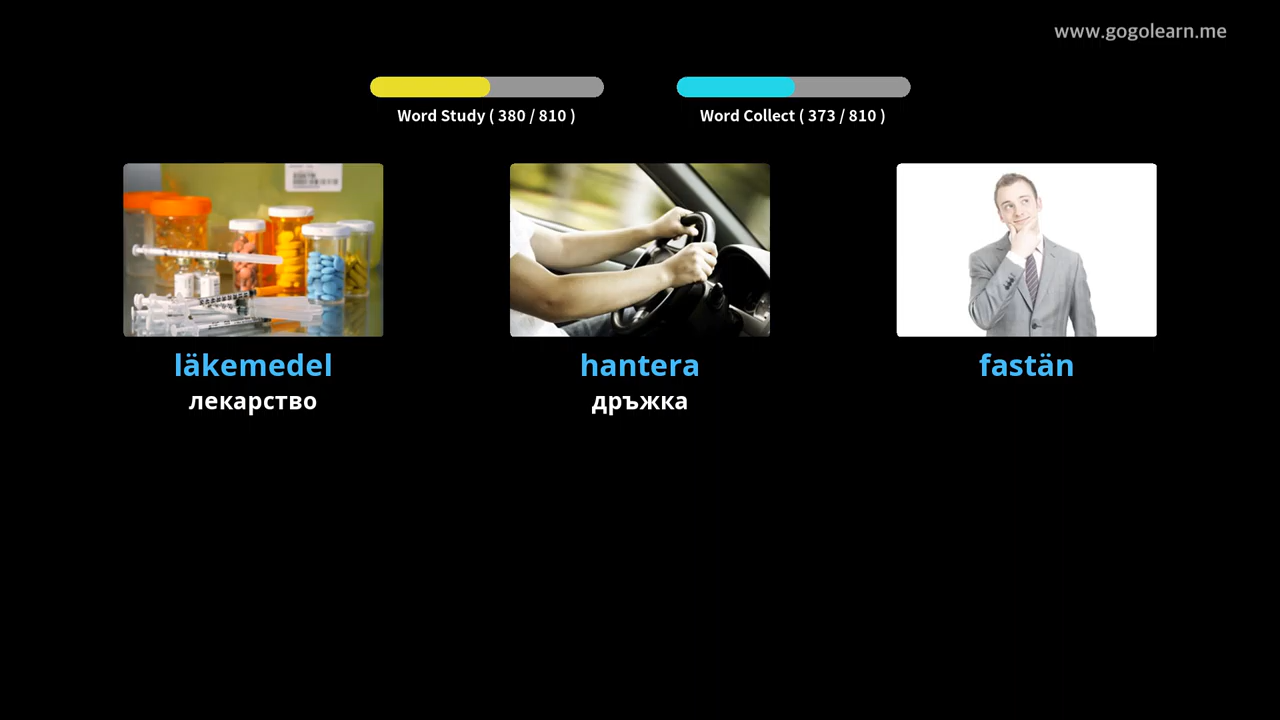 www.gogolearn.me
Word Study ( 380 / 810 )
Word Collect ( 373 / 810 )
läkemedel
hantera
fastän
лекарство
дръжка